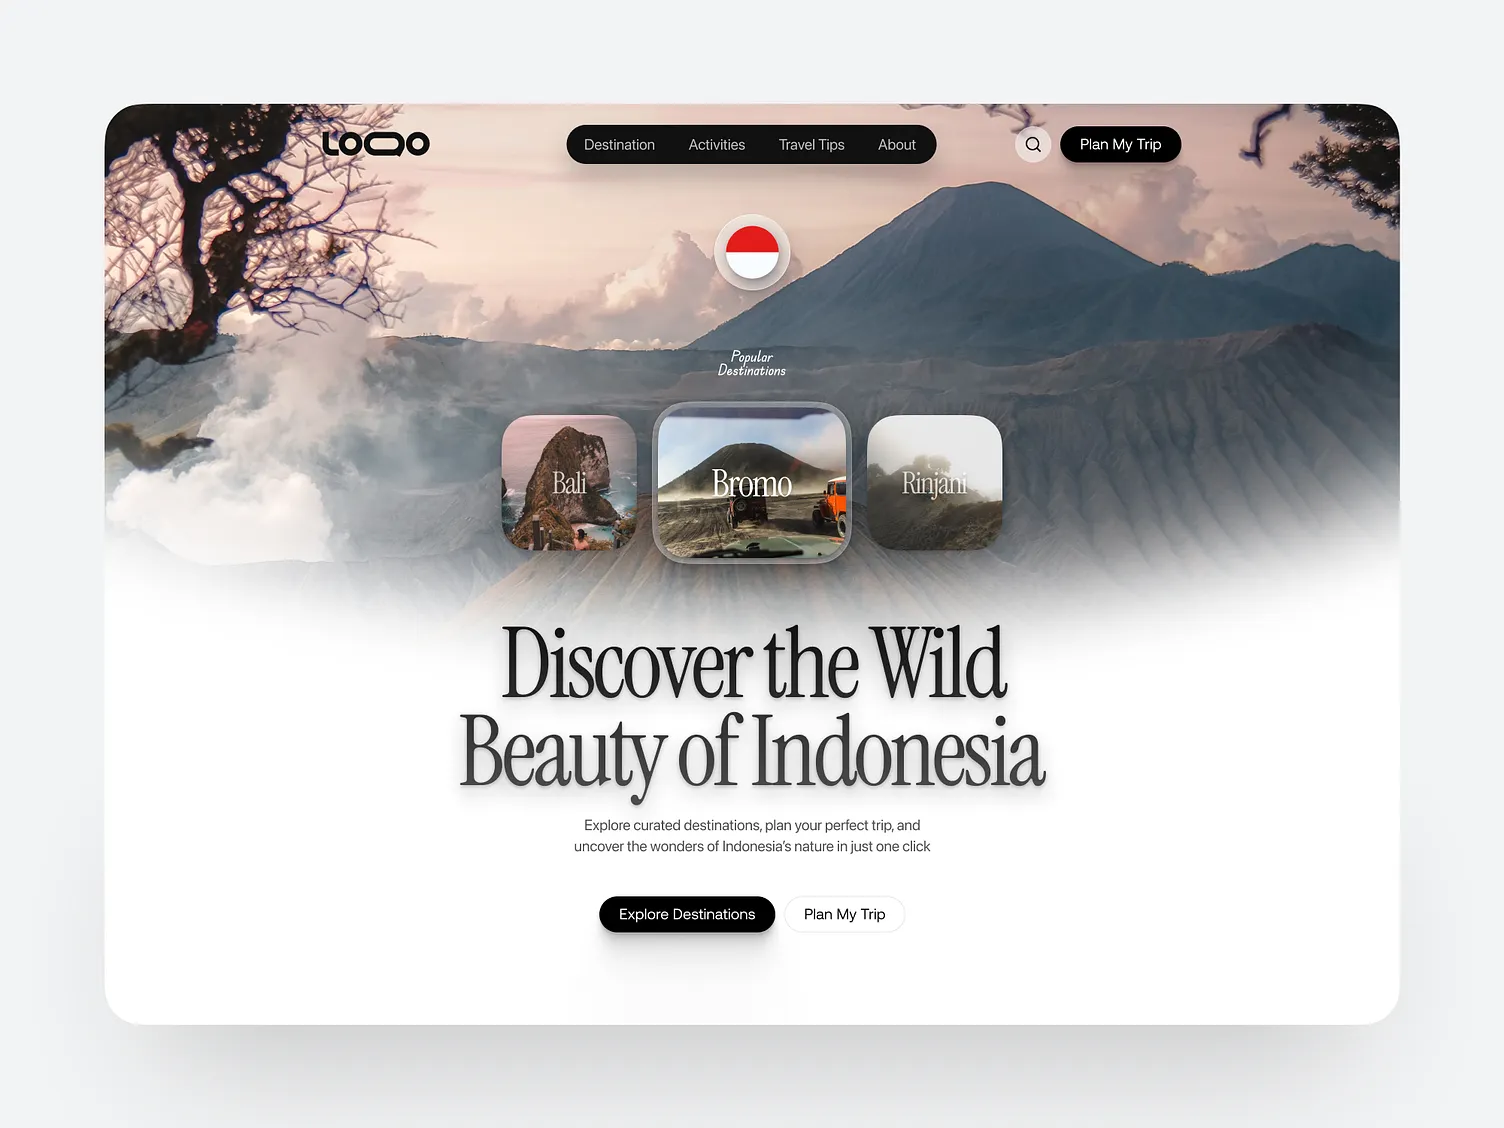 LOQO
Destination
Activities
Travel Tips
About
Plan My Trip
Popular
Destinations
Bali
Bromo
Rinjani
Discover the Wild
Beauty of Indonesia
Explore curated destinations, plan your perfect trip, and
uncover the wonders of Indonesia’s nature in just one click
Explore Destinations
Plan My Trip